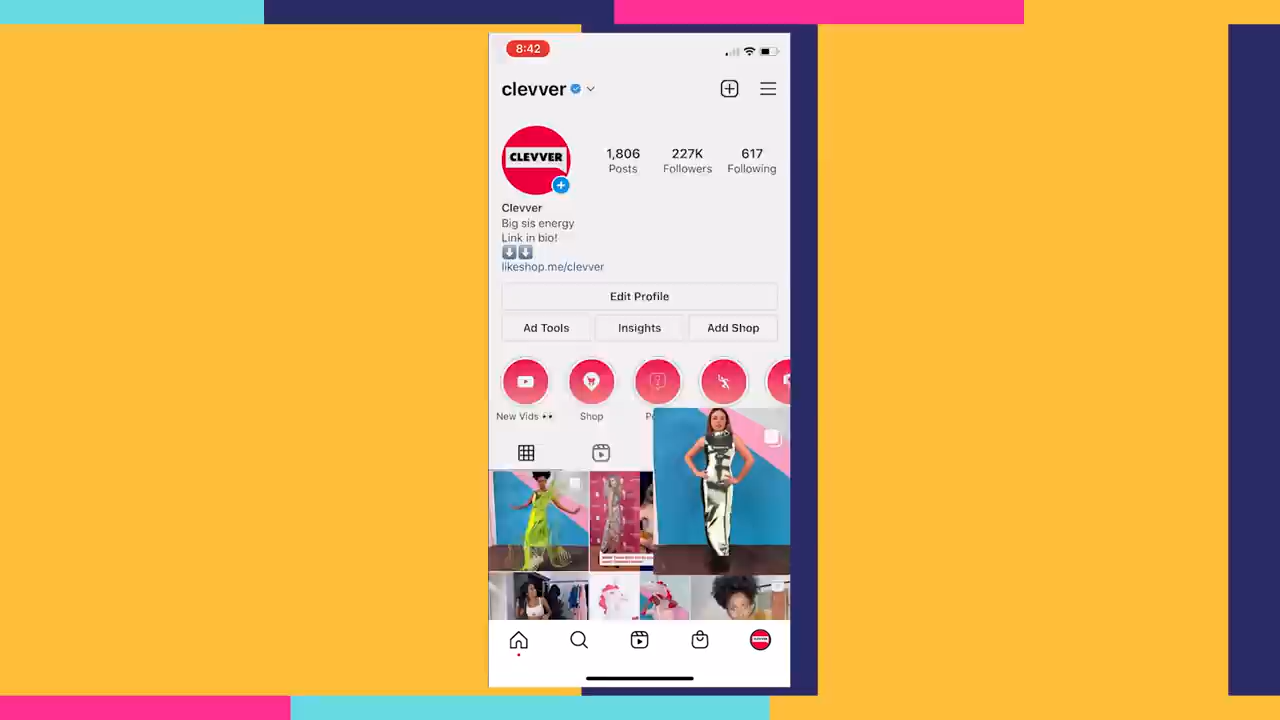 8:42
clevver
CLEVVER
1,806
Posts
227K
Followers
617
Following
Clevver
Big sis energy
Link in bio!
likeshop.me/clevver
Edit Profile
Ad Tools
Insights
Add Shop
New Vids
Shop